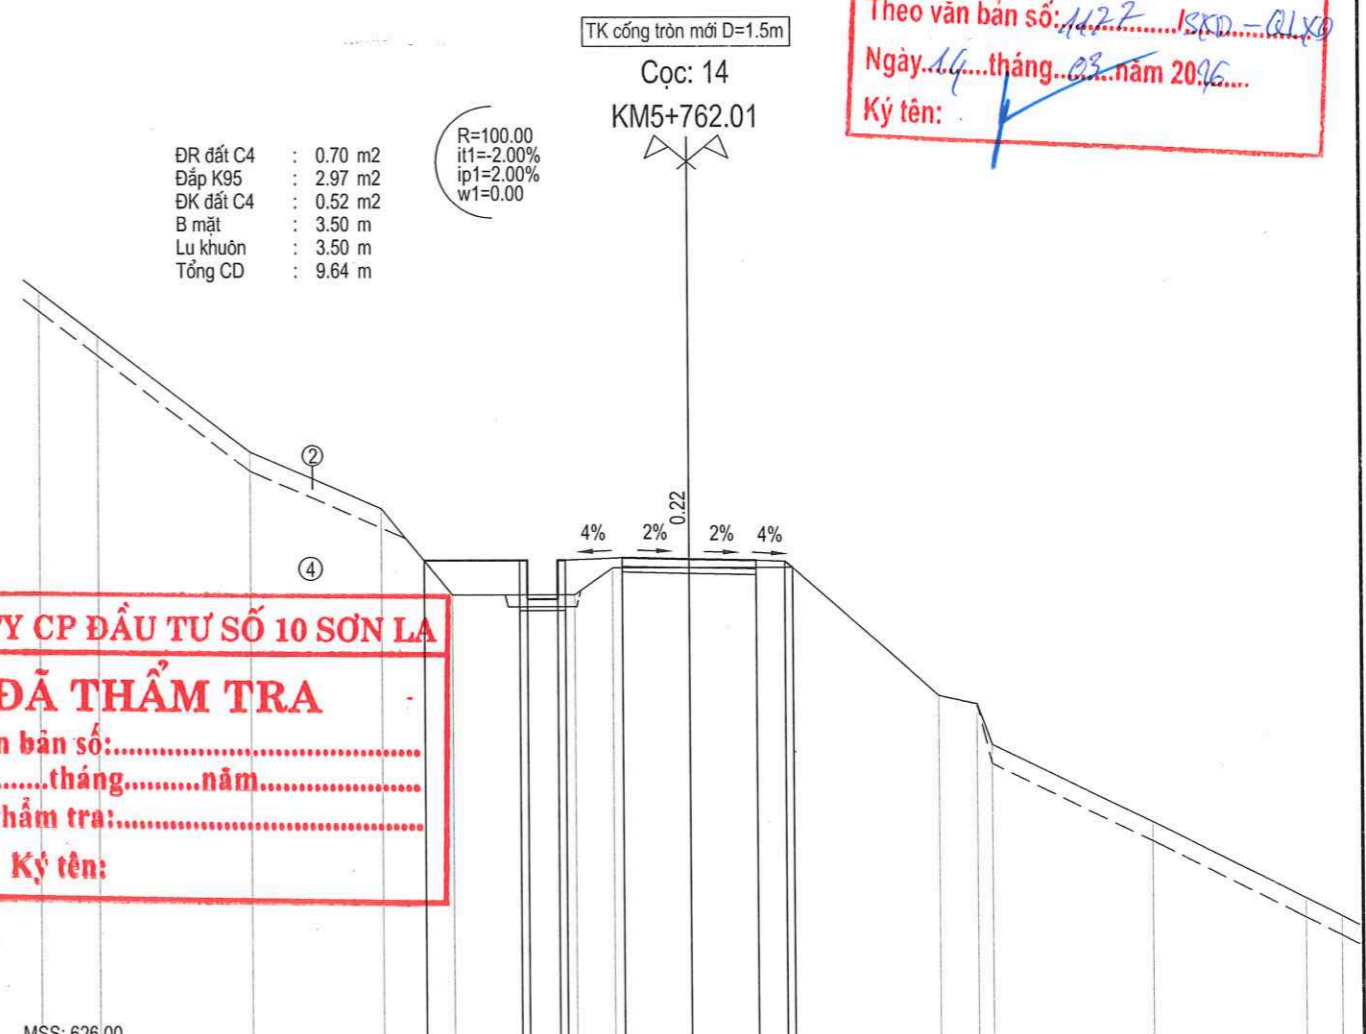 TK cống tròn mới D=1.5m
Cọc: 14
KM5+762.01
Theo văn bản số: 1127 /SXD-QLXD
Ngày 14 tháng 03 năm 20
Ký tên:
ĐR đất C4 : 0.70 m2
Đắp K95 : 2.97 m2
ĐK đất C4 : 0.52 m2
B mặt : 3.50 m
Lu khuôn : 3.50 m
Tổng CD : 9.64 m
R=100.00
it1=-2.00%
ip1=2.00%
w1=0.00
2
0.22
4% 2% 2% 4%
4
TY CP ĐẦU TƯ SỐ 10 SƠN LA
ĐÃ THẨM TRA
n bản số:
tháng năm
hẩm tra:
Ký tên:
MSS: 626.00